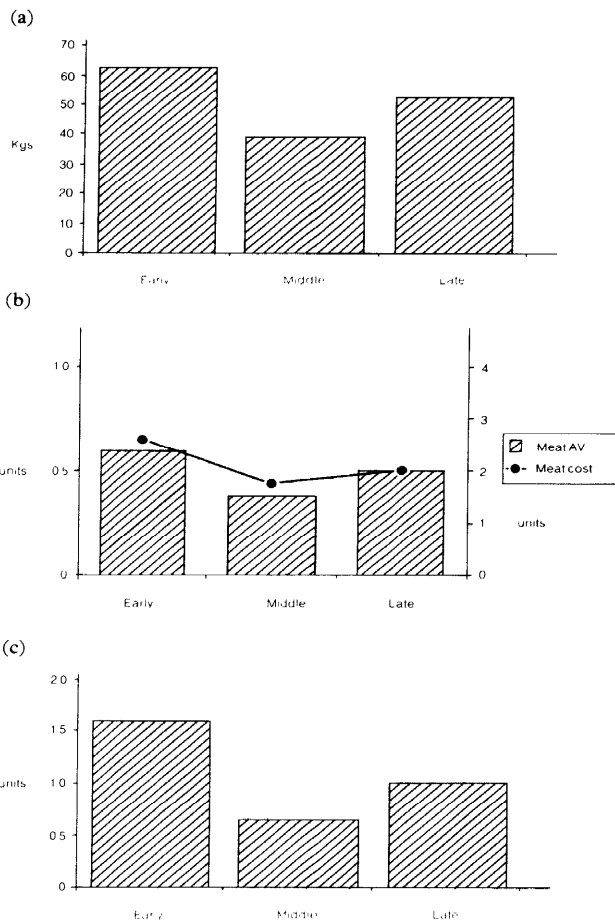 (a)
70
60
50
40
30
20
10
0
Kgs
Early
Middle
Late
(b)
1 0
0 5
0
units
4
3
2
1
0
units
Meat AV
Meat cost
Early
Middle
Late
(c)
2 0
1 5
1 0
0 5
0
units
Early
Middle
Late